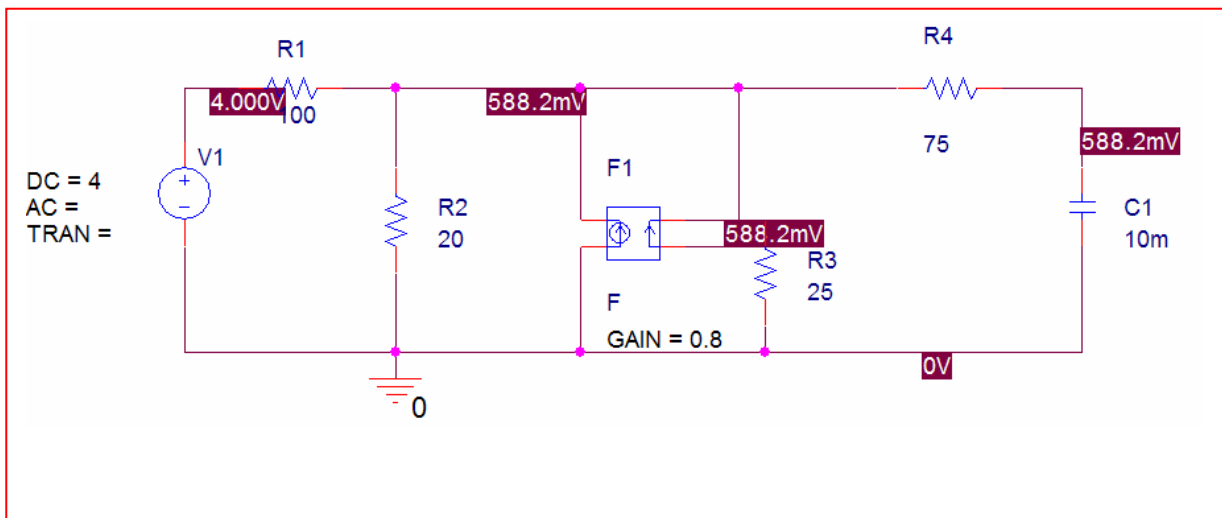 R1
R4
4.000V
100
588.2mV
75
588.2mV
V1
DC = 4
AC =
TRAN =
F1
R2
20
C1
10m
588.2mV
R3
25
F
GAIN = 0.8
0V
0